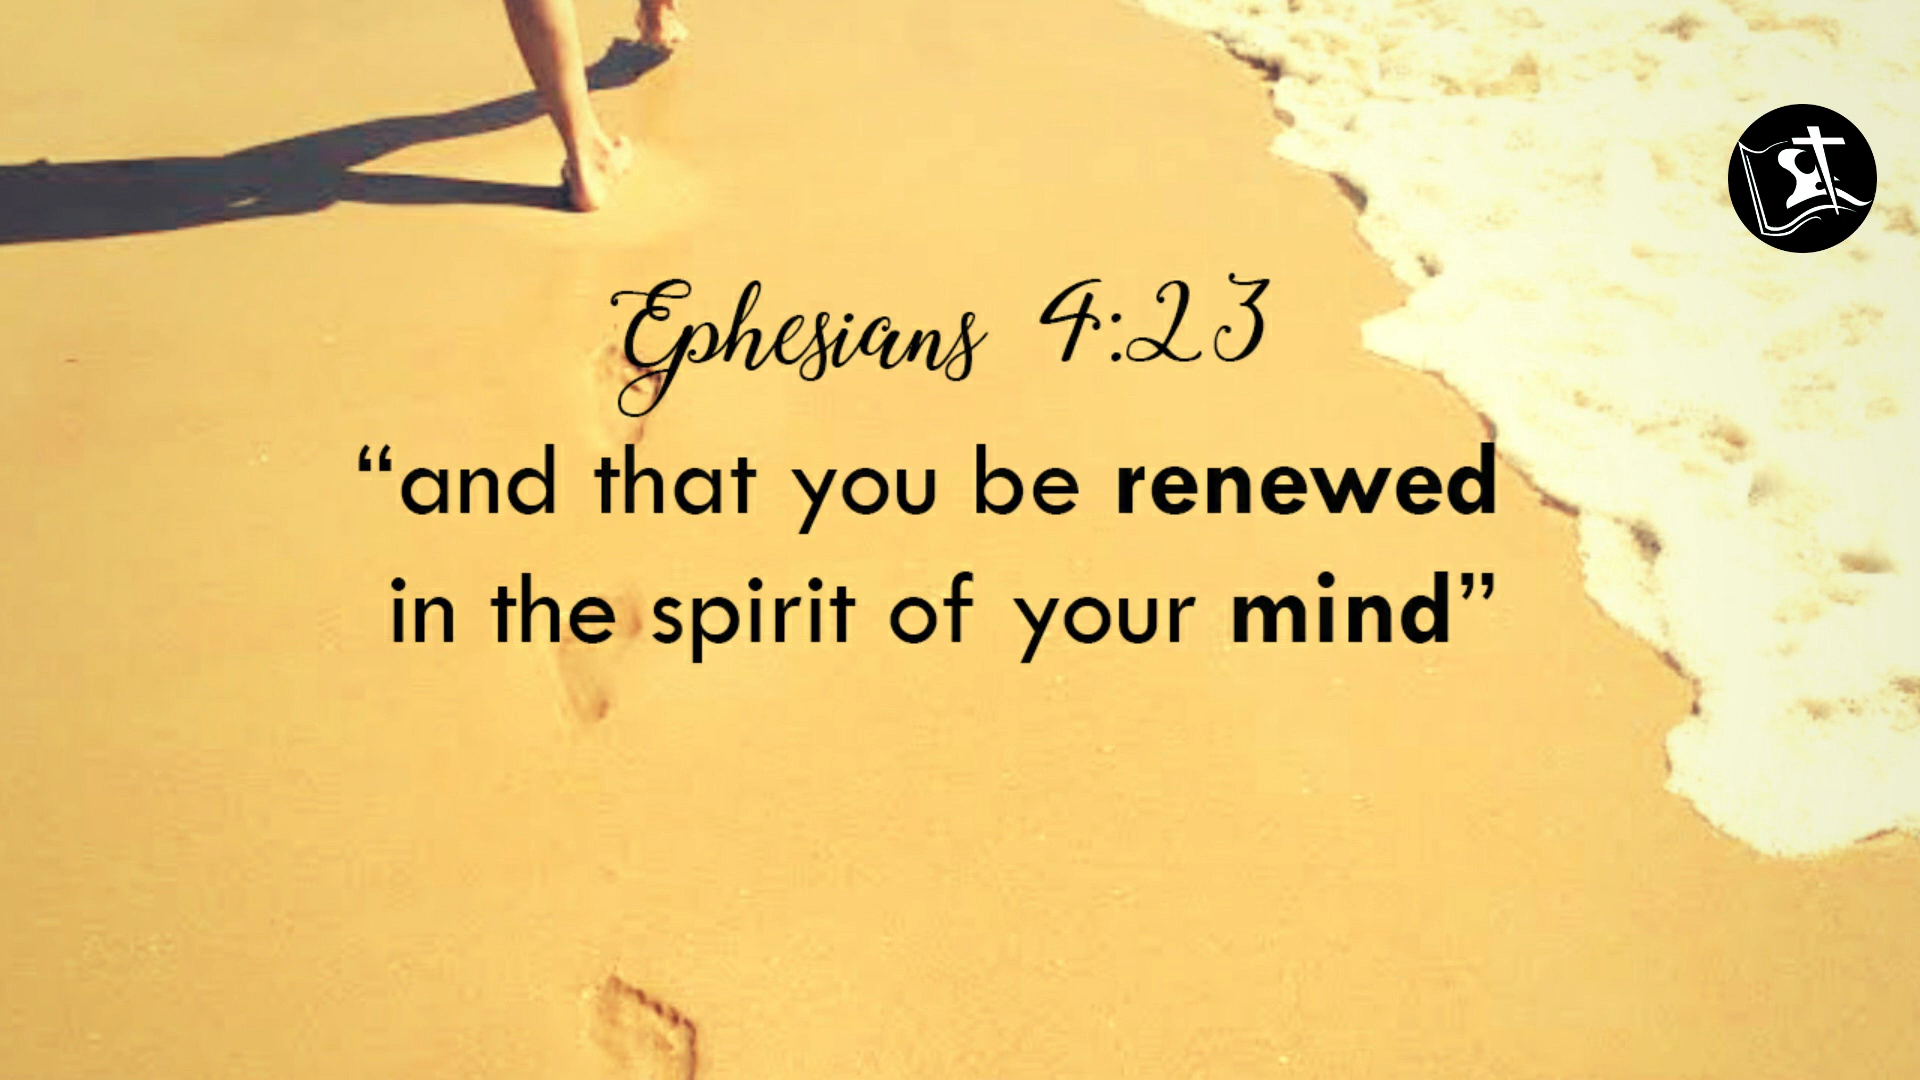 Ephesians 4:23
“and that you be renewed
in the spirit of your mind”